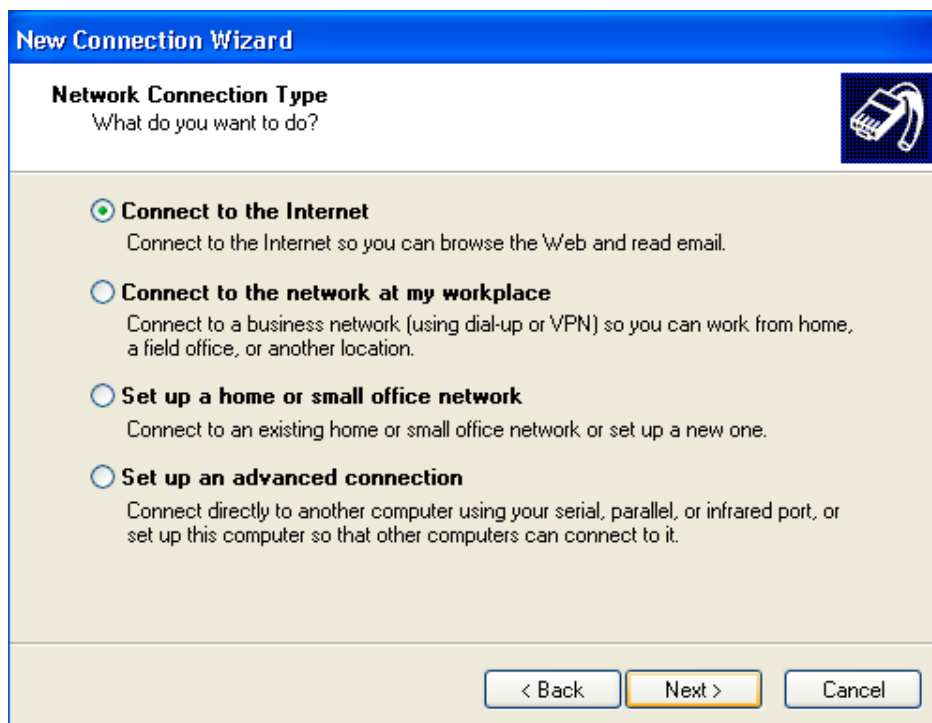 New Connection Wizard
Network Connection Type
What do you want to do?
Connect to the Internet
Connect to the Internet so you can browse the Web and read email.
Connect to the network at my workplace
Connect to a business network (using dial-up or VPN) so you can work from home,
a field office, or another location.
Set up a home or small office network
Connect to an existing home or small office network or set up a new one.
Set up an advanced connection
Connect directly to another computer using your serial, parallel, or infrared port, or
set up this computer so that other computers can connect to it.
< Back Next > Cancel